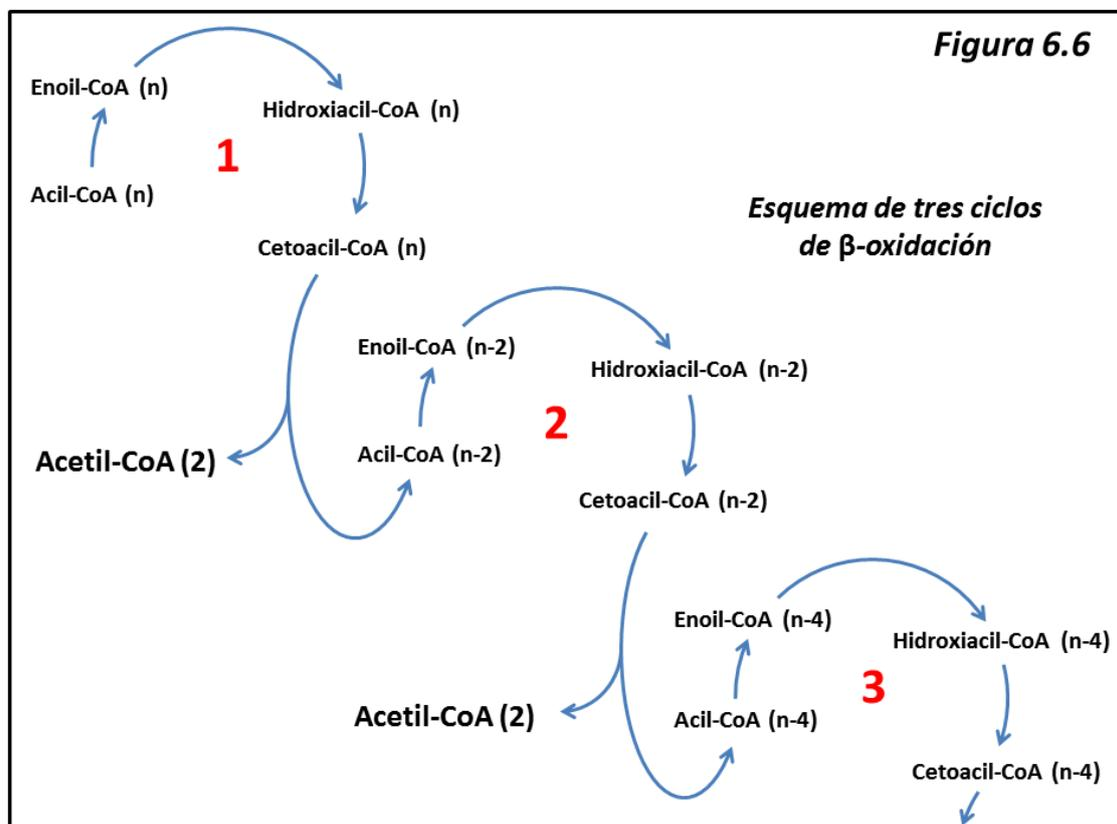 Figura 6.6
Enoil-CoA (n)
Hidroxiacil-CoA (n)
1
Acil-CoA (n)
Esquema de tres ciclos
de β-oxidación
Cetoacil-CoA (n)
Enoil-CoA (n-2)
Hidroxiacil-CoA (n-2)
2
Acetil-CoA (2)
Acil-CoA (n-2)
Cetoacil-CoA (n-2)
Enoil-CoA (n-4)
Hidroxiacil-CoA (n-4)
3
Acetil-CoA (2)
Acil-CoA (n-4)
Cetoacil-CoA (n-4)